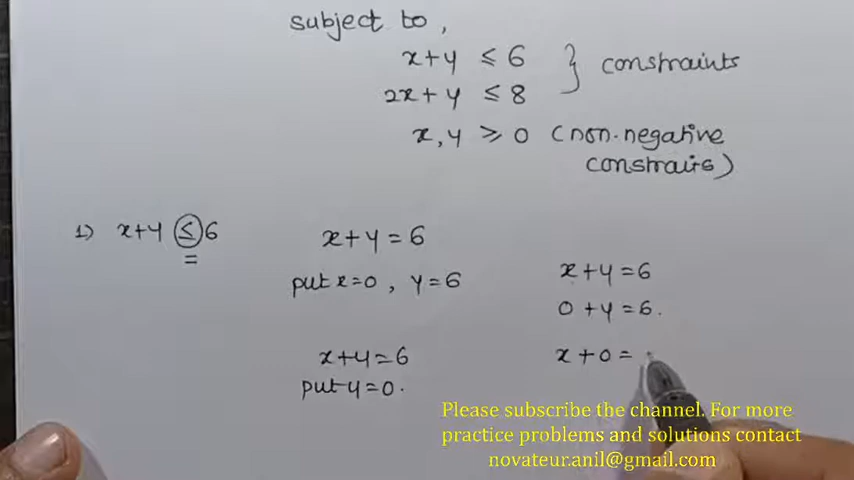 subject to,
x+y ≤ 6 } constraints
2x+y ≤ 8
x,y ≥ 0 (non-negative
constrauts)
1) x+y ≤ 6
=
x+y = 6
put x=0, y=6
x+y=6
put y=0.
x+y=6
0+y=6.
x+0=
Please subscribe the channel. For more
practice problems and solutions contact
novateur.anil@gmail.com